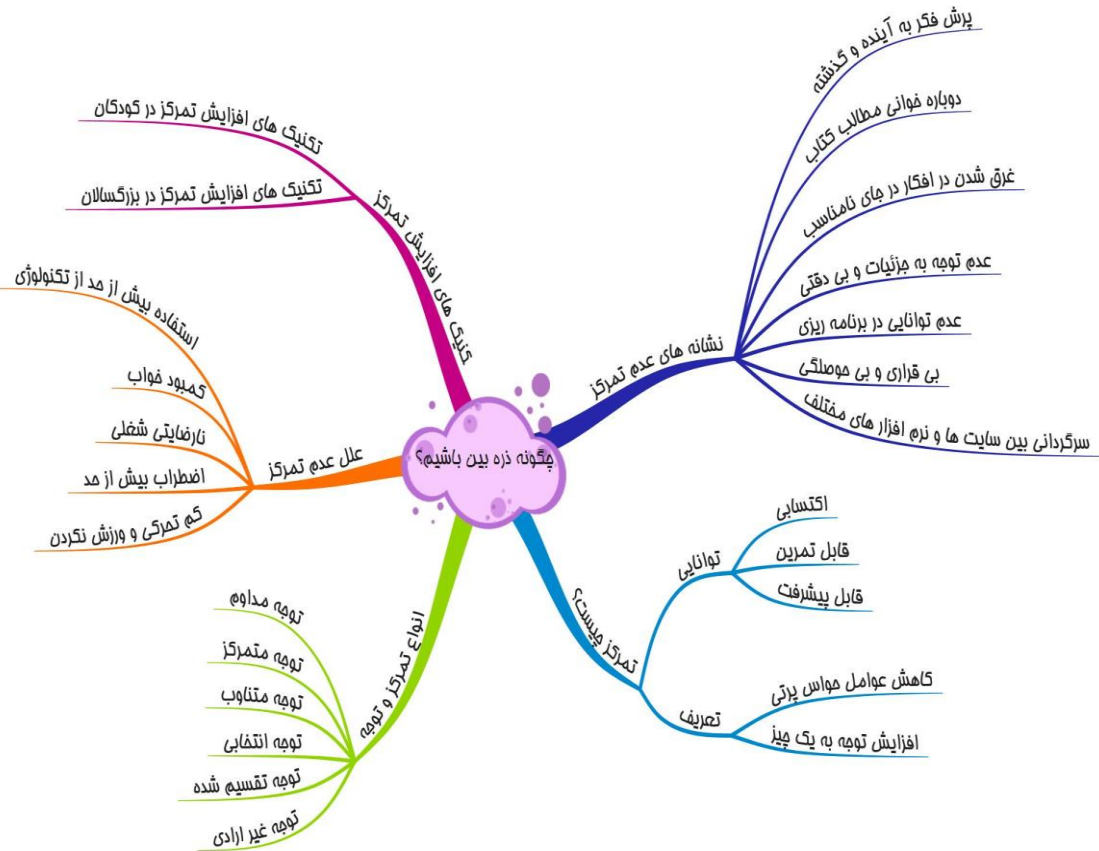 چگونه ذره بین باشیم؟
نشانه های عدم تمرکز
پرش فکر به آینده و گذشته
دوباره خوانی مطالب کتاب
غرق شدن در افکار در جای نامناسب
عدم توجه به جزئیات و بی دقتی
عدم توانایی در برنامه ریزی
بی قراری و بی حوصلگی
سرگردانی بین سایت ها و نرم افزار های مختلف
تمرکز چیست؟
توانایی
اکتسابی
قابل تمرین
قابل پیشرفت
تعریف
کاهش عوامل حواس پرتی
افزایش توجه به یک چیز
انواع تمرکز و توجه
توجه مداوم
توجه متمرکز
توجه متناوب
توجه انتخابی
توجه تقسیم شده
توجه غیر ارادی
علل عدم تمرکز
استفاده بیش از حد از تکنولوژی
کمبود خواب
نارضایتی شغلی
اضطراب بیش از حد
کم تحرکی و ورزش نکردن
کنیک های افزایش تمرکز
تکنیک های افزایش تمرکز در کودکان
تکنیک های افزایش تمرکز در بزرگسالان